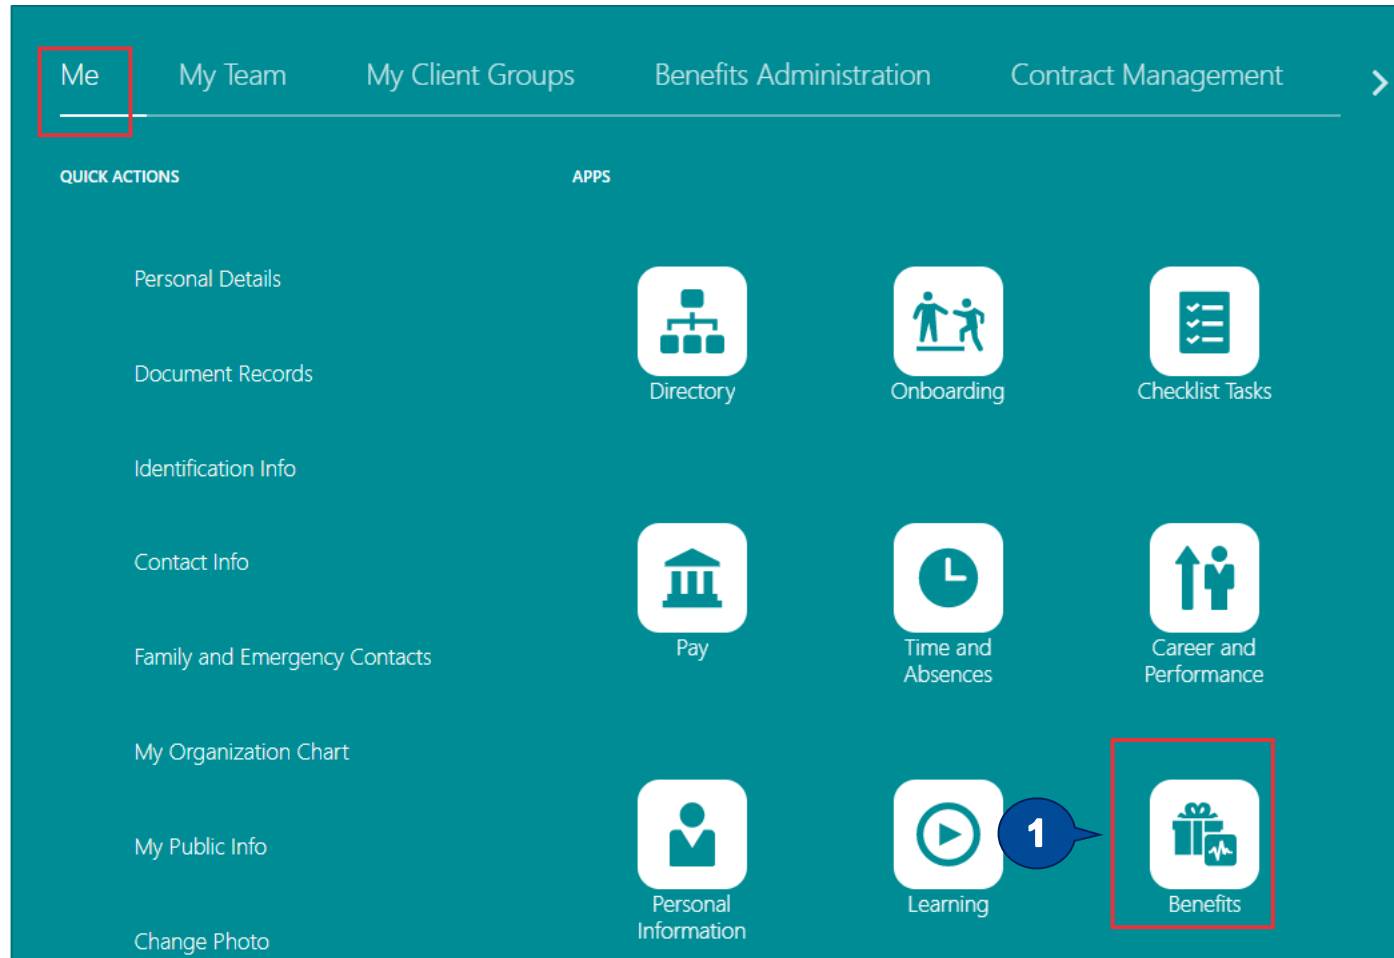 Me
My Team
My Client Groups
Benefits Administration
Contract Management
QUICK ACTIONS
Personal Details
Document Records
Identification Info
Contact Info
Family and Emergency Contacts
My Organization Chart
My Public Info
Change Photo
APPS
Directory
Onboarding
Checklist Tasks
Pay
Time and
Absences
Career and
Performance
Personal
Information
Learning
1
Benefits